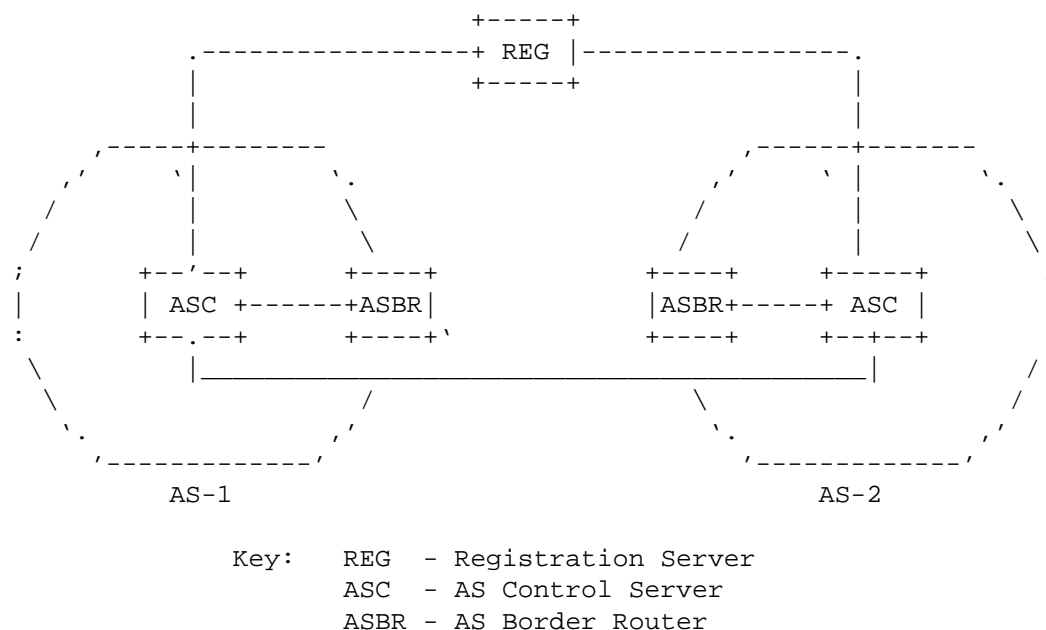 REG
ASC ASBR ASBR ASC
AS-1 AS-2
Key: REG - Registration Server
ASC - AS Control Server
ASBR - AS Border Router